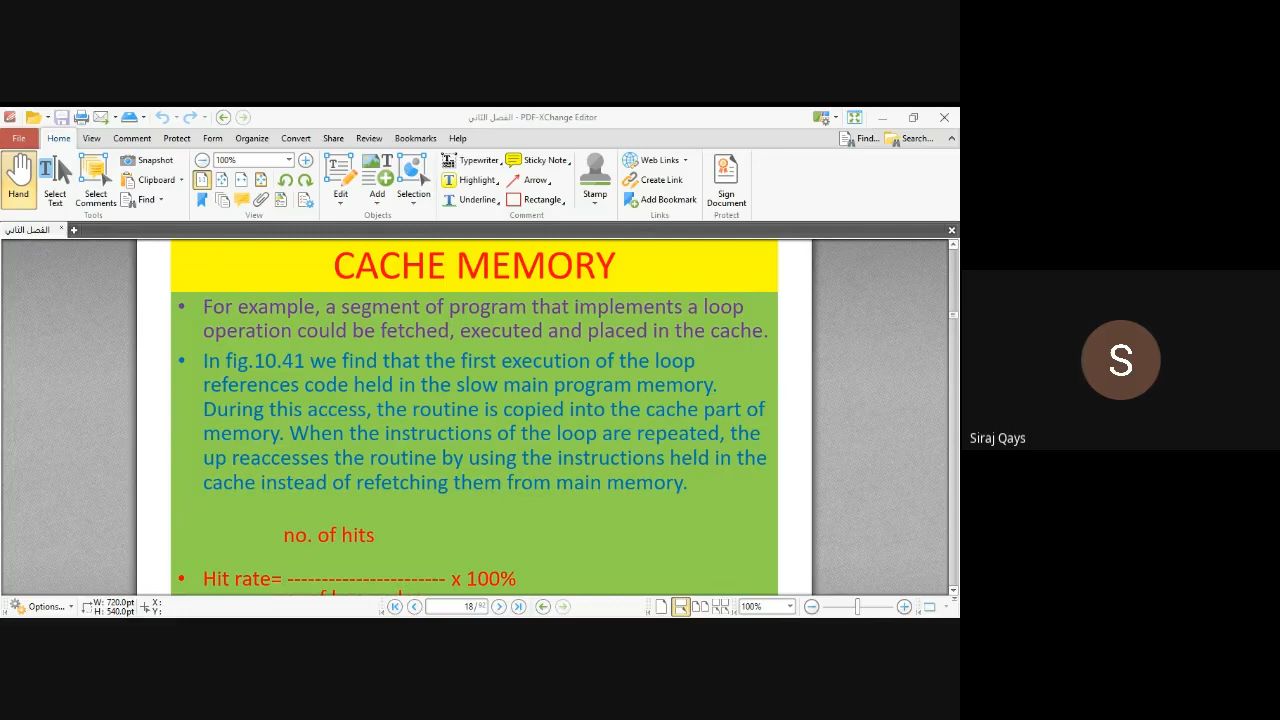 الفصل الثاني - PDF-XChange Editor
File Home View Comment Protect Form Organize Convert Share Review Bookmarks Help
Find... Search...
Hand
Select Text
Select Comments
Snapshot
Clipboard
Find
Tools
100%
View
Edit
Add
Selection
Objects
Typewriter Sticky Note
Highlight Arrow
Underline Rectangle
Comment
Stamp
Web Links
Create Link
Add Bookmark
Links
Sign Document
Protect
الفصل الثاني
CACHE MEMORY
• For example, a segment of program that implements a loop
operation could be fetched, executed and placed in the cache.
• In fig.10.41 we find that the first execution of the loop
references code held in the slow main program memory.
During this access, the routine is copied into the cache part of
memory. When the instructions of the loop are repeated, the
up reaccesses the routine by using the instructions held in the
cache instead of refetching them from main memory.
no. of hits
• Hit rate= ----------------------- x 100%
Options...
W: 720.0pt
H: 540.0pt
X:
Y:
18 / 92
100%
S
Siraj Qays